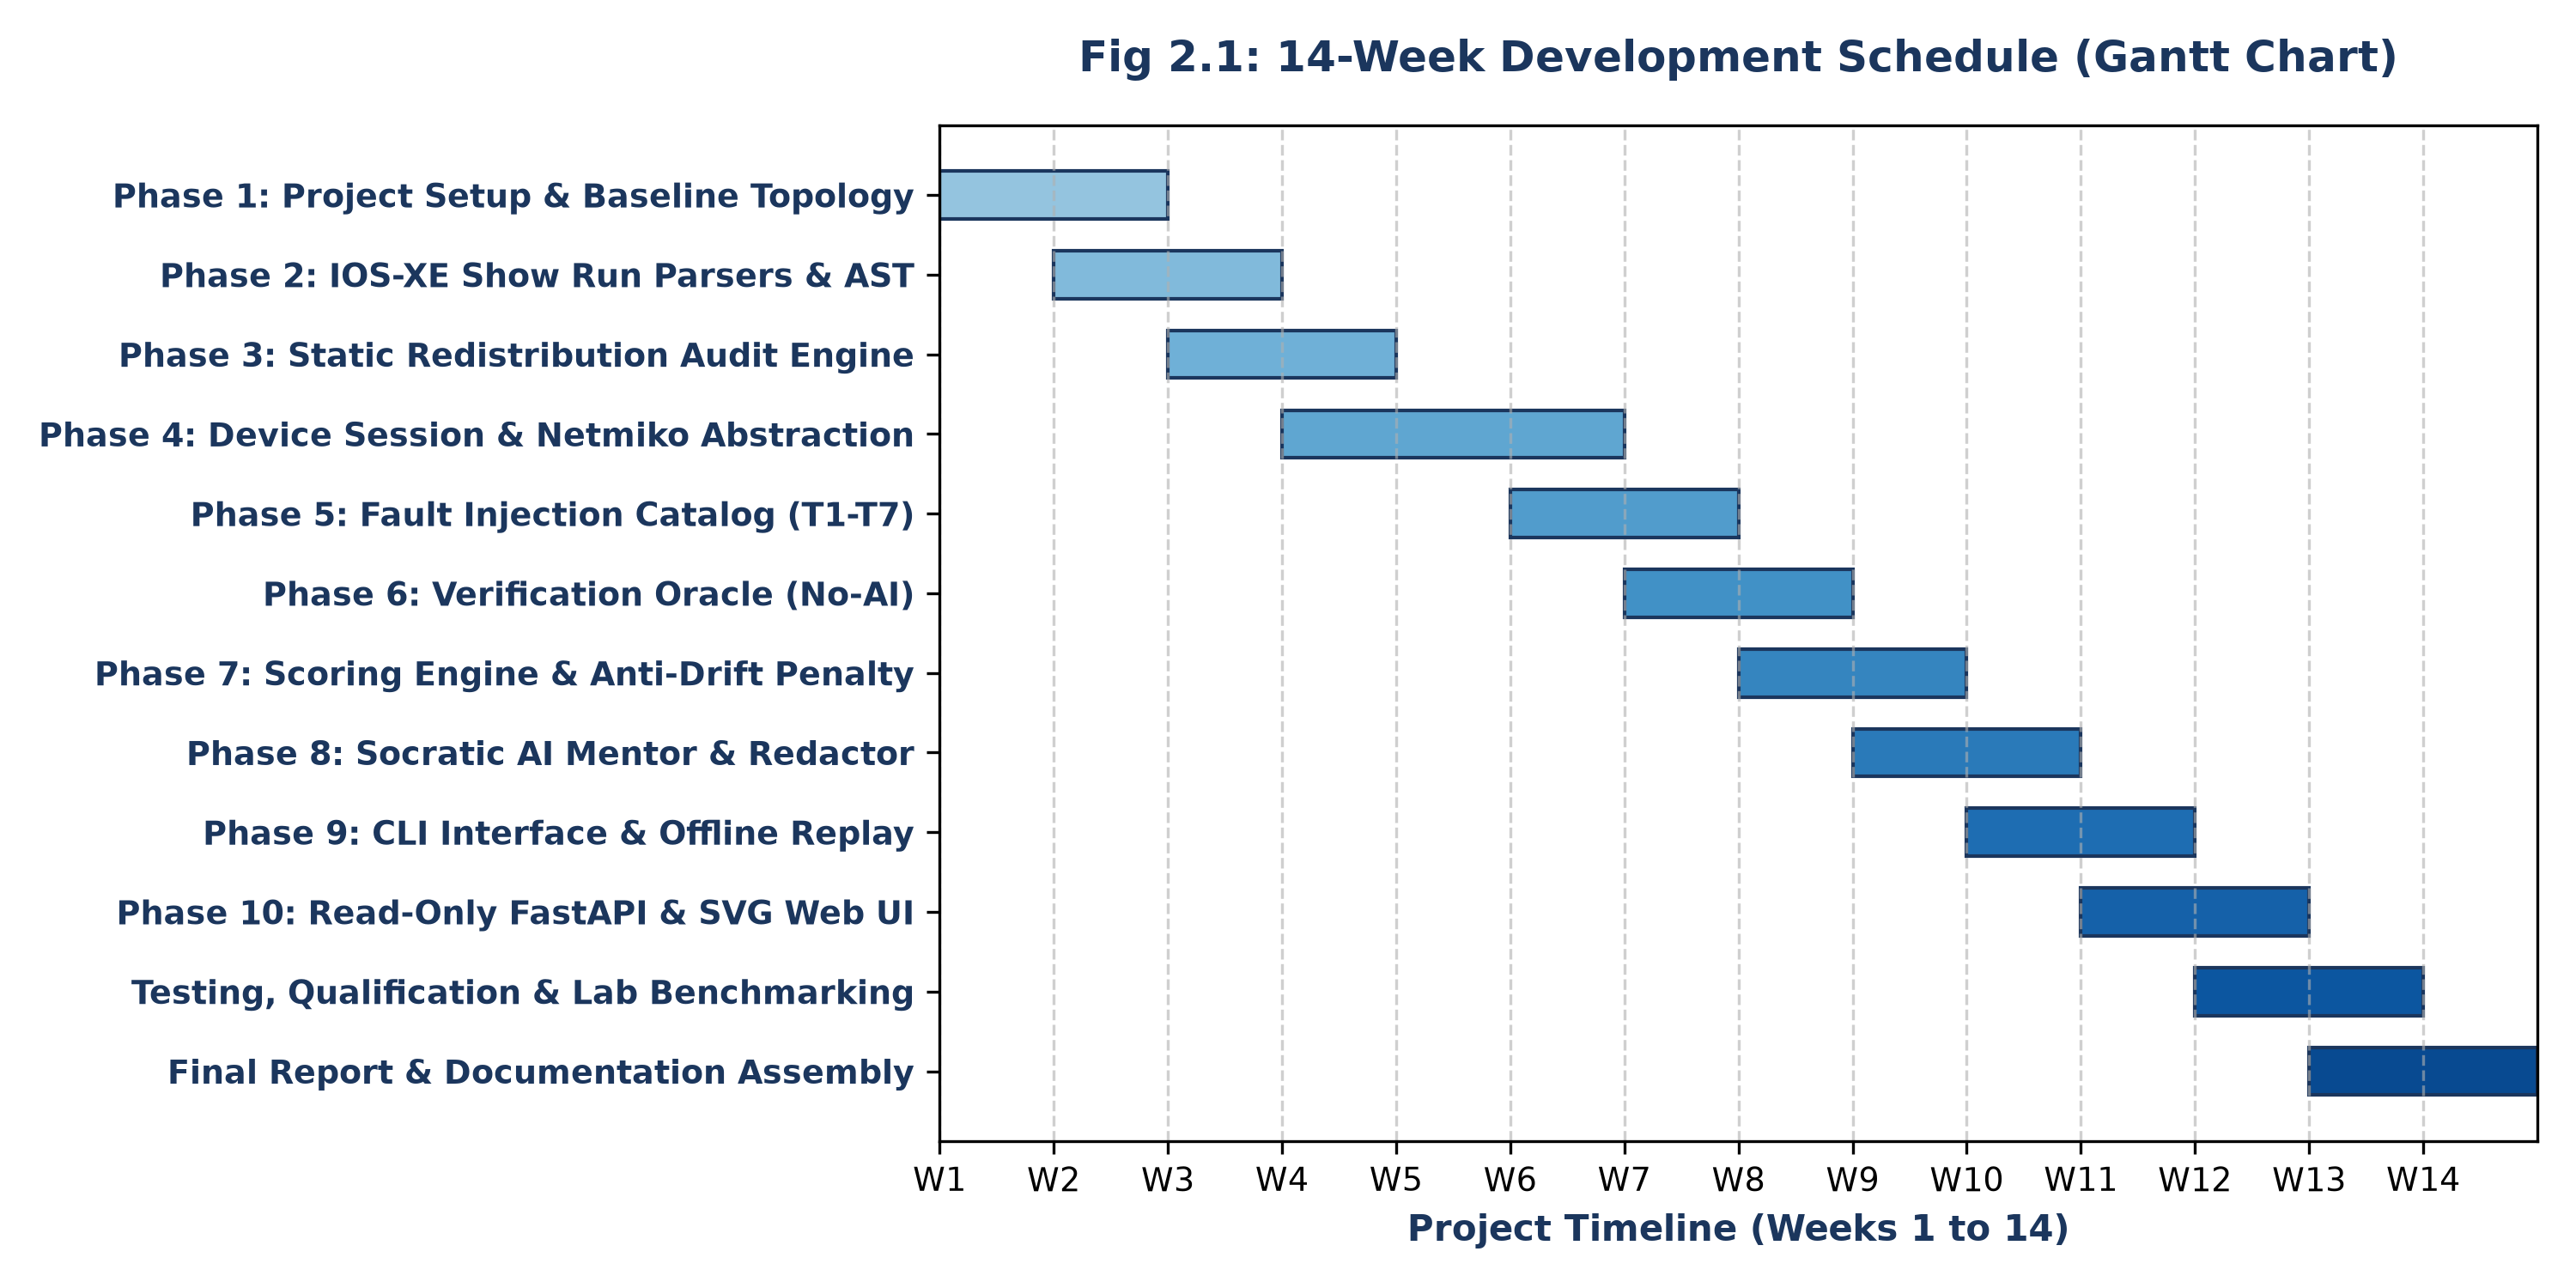 Fig 2.1: 14-Week Development Schedule (Gantt Chart)
Phase 1: Project Setup & Baseline Topology
Phase 2: IOS-XE Show Run Parsers & AST
Phase 3: Static Redistribution Audit Engine
Phase 4: Device Session & Netmiko Abstraction
Phase 5: Fault Injection Catalog (T1-T7)
Phase 6: Verification Oracle (No-AI)
Phase 7: Scoring Engine & Anti-Drift Penalty
Phase 8: Socratic AI Mentor & Redactor
Phase 9: CLI Interface & Offline Replay
Phase 10: Read-Only FastAPI & SVG Web UI
Testing, Qualification & Lab Benchmarking
Final Report & Documentation Assembly
W1 W2 W3 W4 W5 W6 W7 W8 W9 W10 W11 W12 W13 W14
Project Timeline (Weeks 1 to 14)